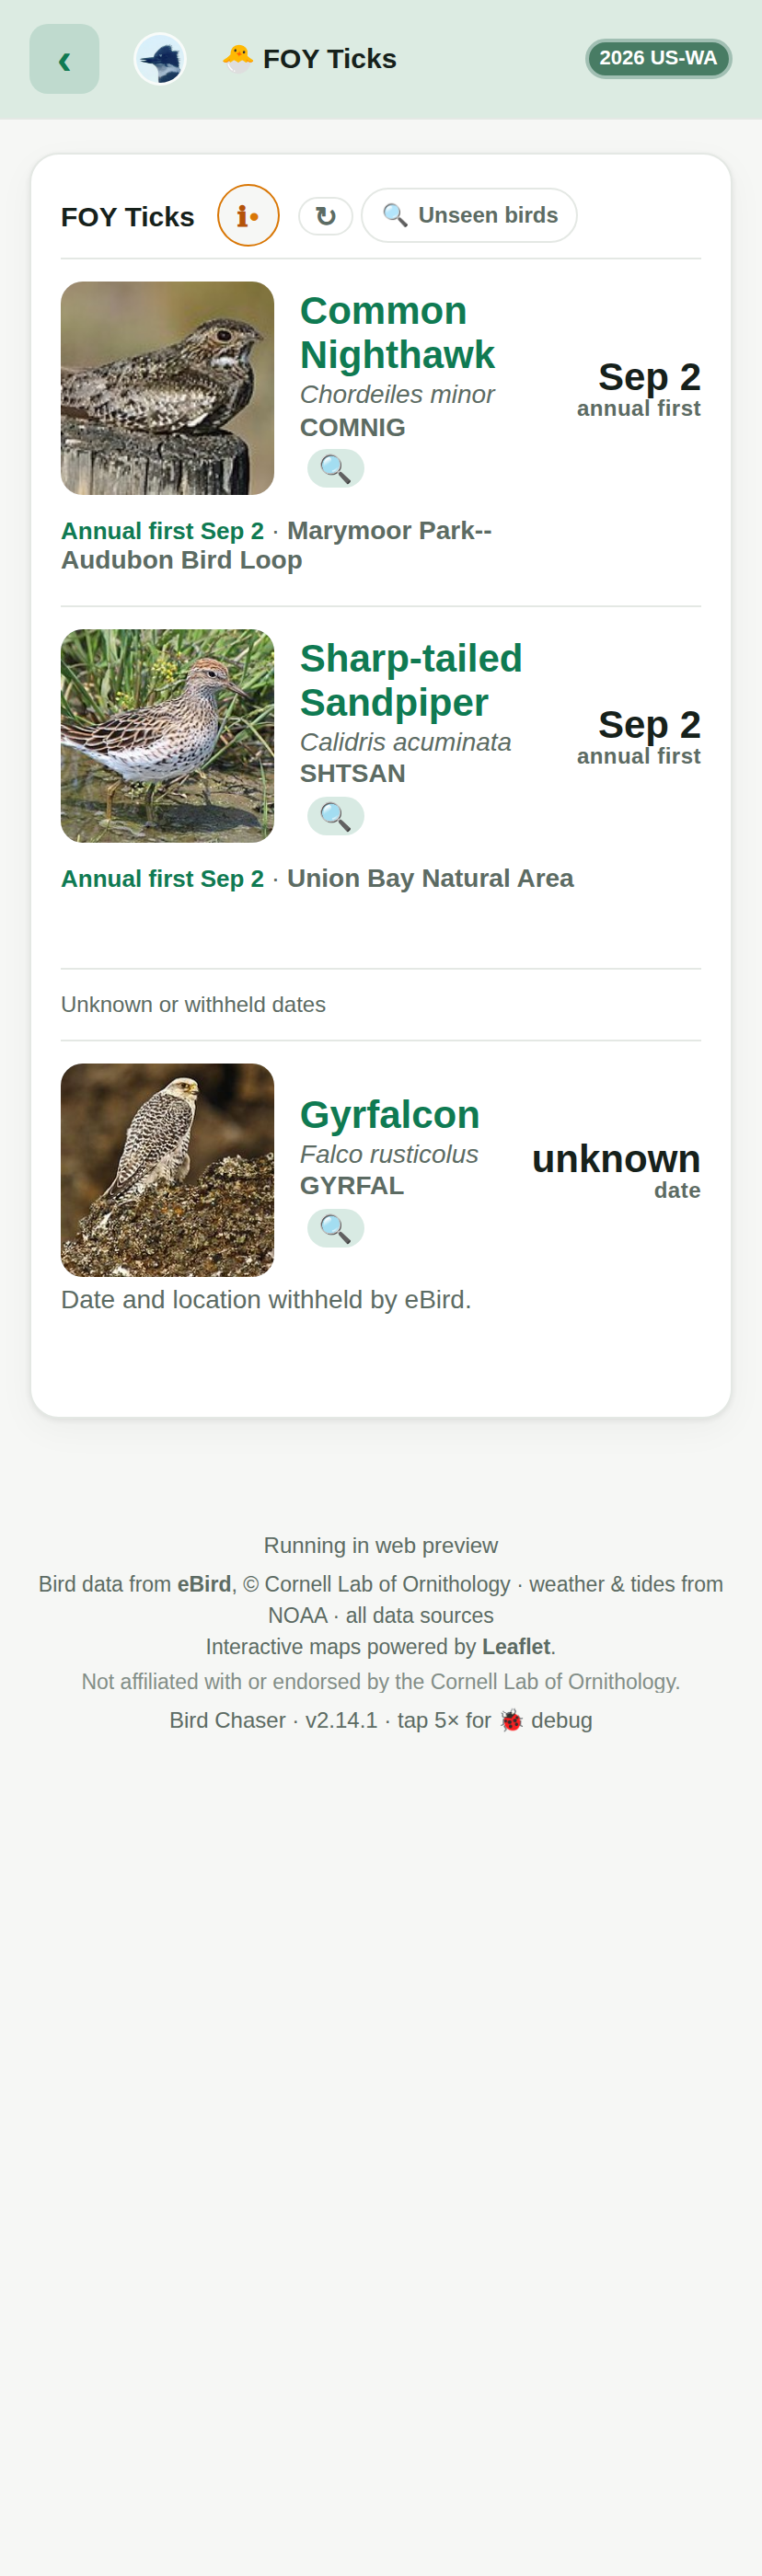 ‹ 🐣 FOY Ticks 2026 US-WA
FOY Ticks ℹ• ↻ 🔍 Unseen birds
Common
Nighthawk
Chordeiles minor
COMNIG
🔍
Sep 2
annual first
Annual first Sep 2 · Marymoor Park--
Audubon Bird Loop
Sharp-tailed
Sandpiper
Calidris acuminata
SHTSAN
🔍
Sep 2
annual first
Annual first Sep 2 · Union Bay Natural Area
Unknown or withheld dates
Gyrfalcon
Falco rusticolus
GYRFAL
🔍
unknown
date
Date and location withheld by eBird.
Running in web preview
Bird data from eBird, © Cornell Lab of Ornithology · weather & tides from
NOAA · all data sources
Interactive maps powered by Leaflet.
Not affiliated with or endorsed by the Cornell Lab of Ornithology.
Bird Chaser · v2.14.1 · tap 5× for 🐞 debug